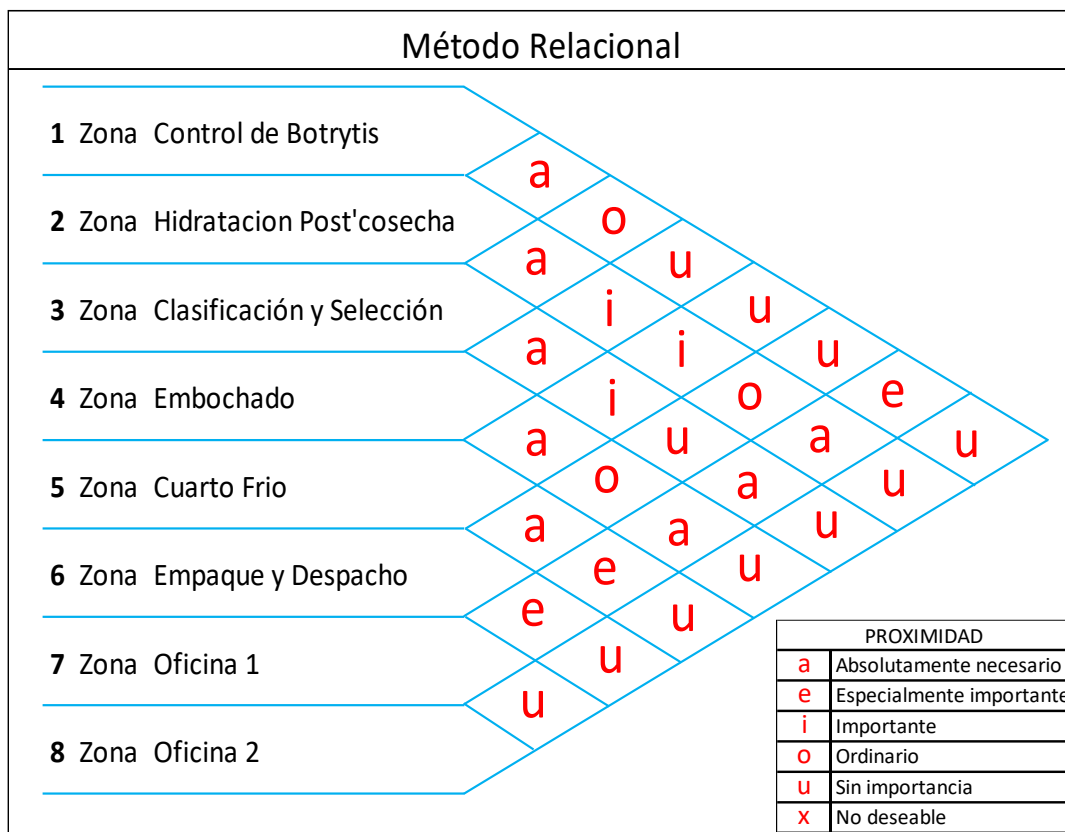 Método Relacional
1 Zona Control de Botrytis
2 Zona Hidratacion Post'cosecha
3 Zona Clasificación y Selección
4 Zona Embochado
5 Zona Cuarto Frio
6 Zona Empaque y Despacho
7 Zona Oficina 1
8 Zona Oficina 2
a
o
a u
i u
a i u
i o e
a u a u
o a u
a a u
e u
e u
u
u
PROXIMIDAD
a Absolutamente necesario
e Especialmente importante
i Importante
o Ordinario
u Sin importancia
x No deseable